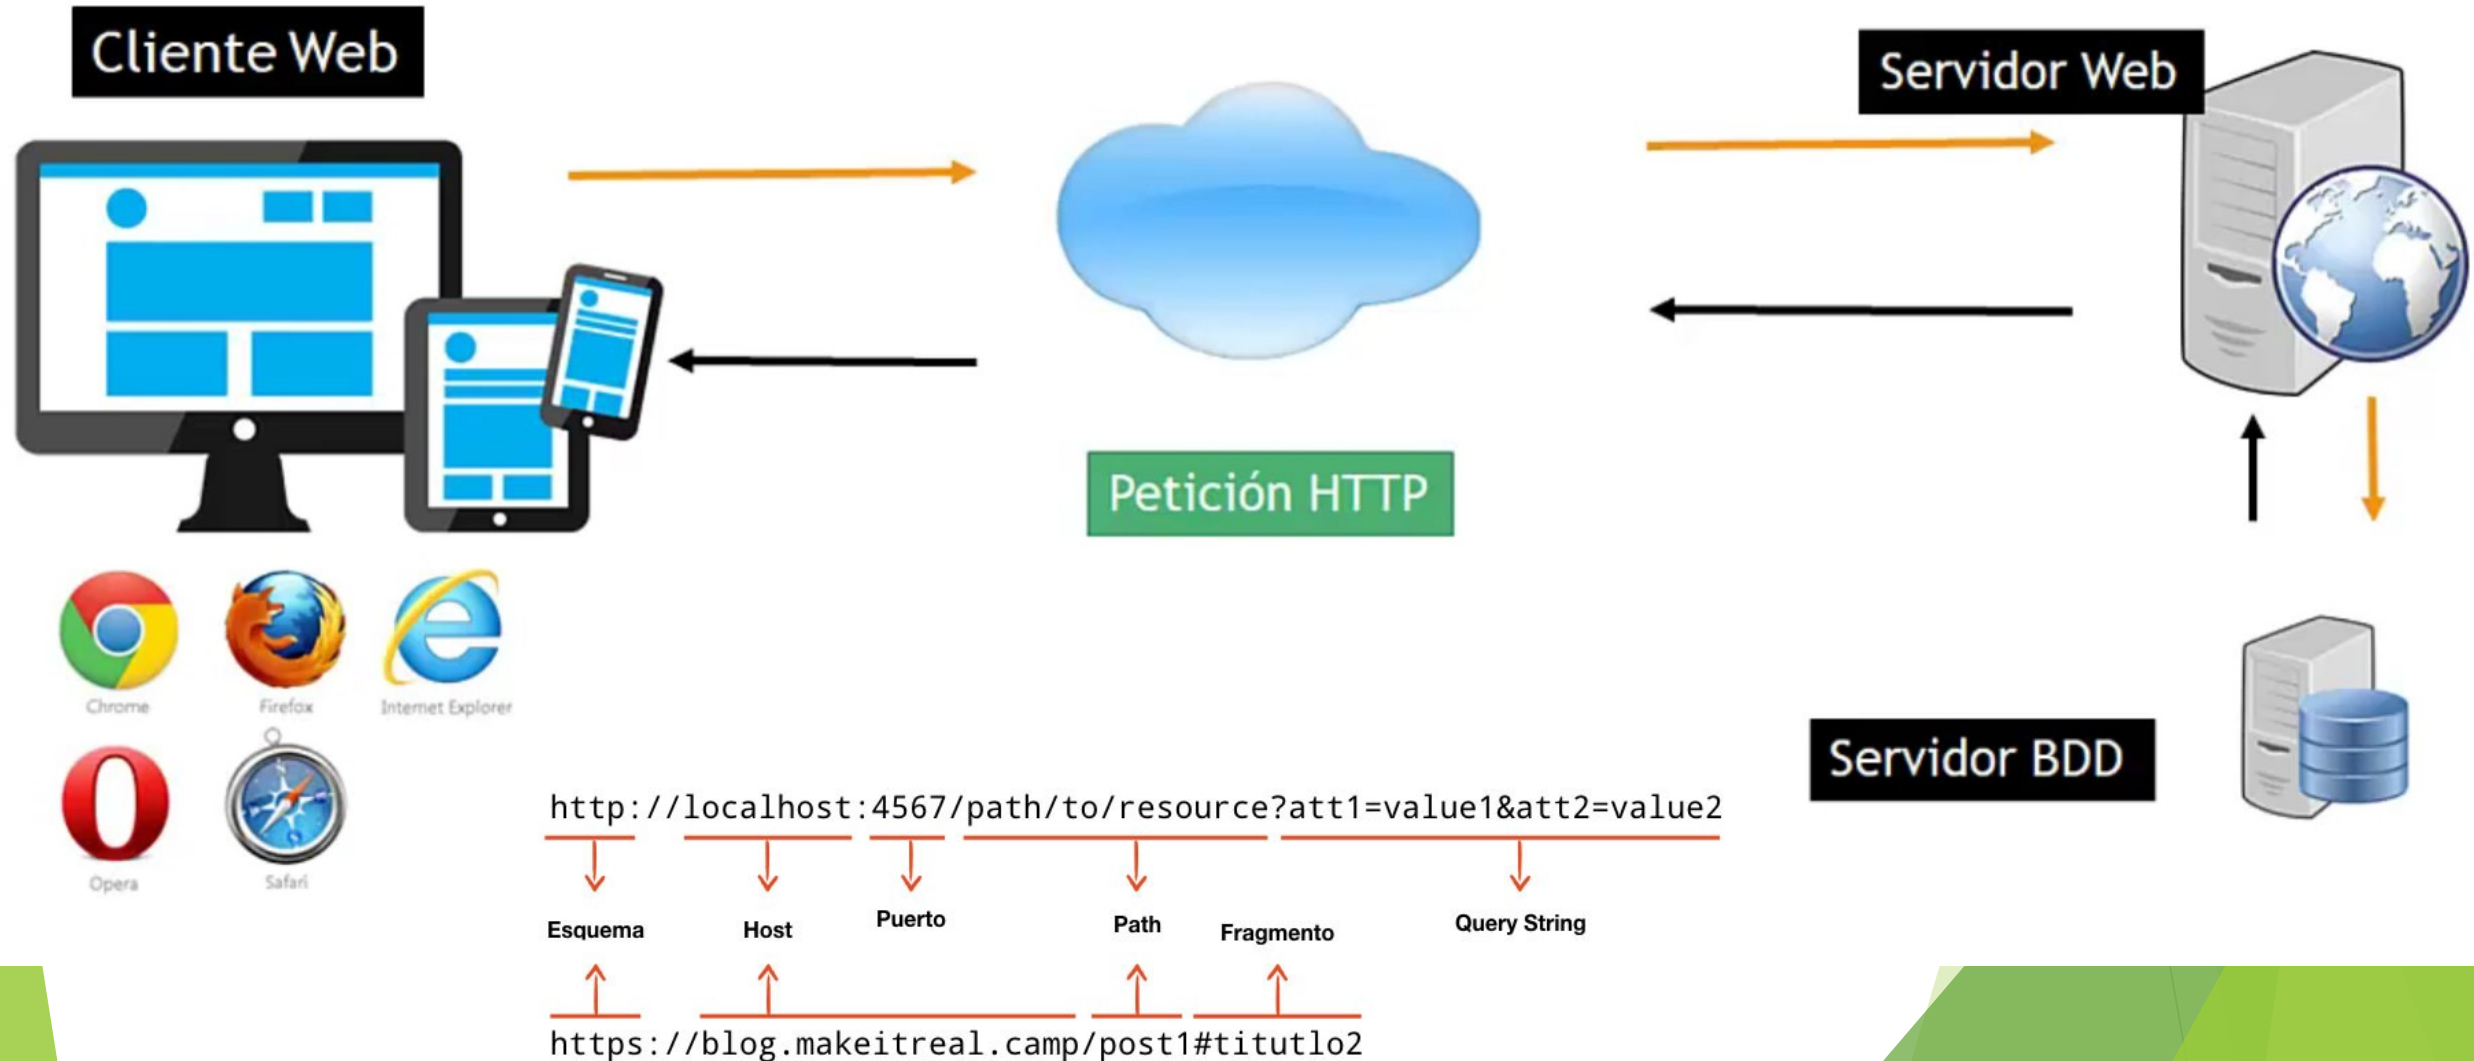 Cliente Web
Servidor Web
Petición HTTP
Chrome
Firefox
Internet Explorer
Opera
Safari
Servidor BDD
http://localhost:4567/path/to/resource?att1=value1&att2=value2
Esquema
Host
Puerto
Path
Fragmento
Query String
https://blog.makeitreal.camp/post1#titutlo2